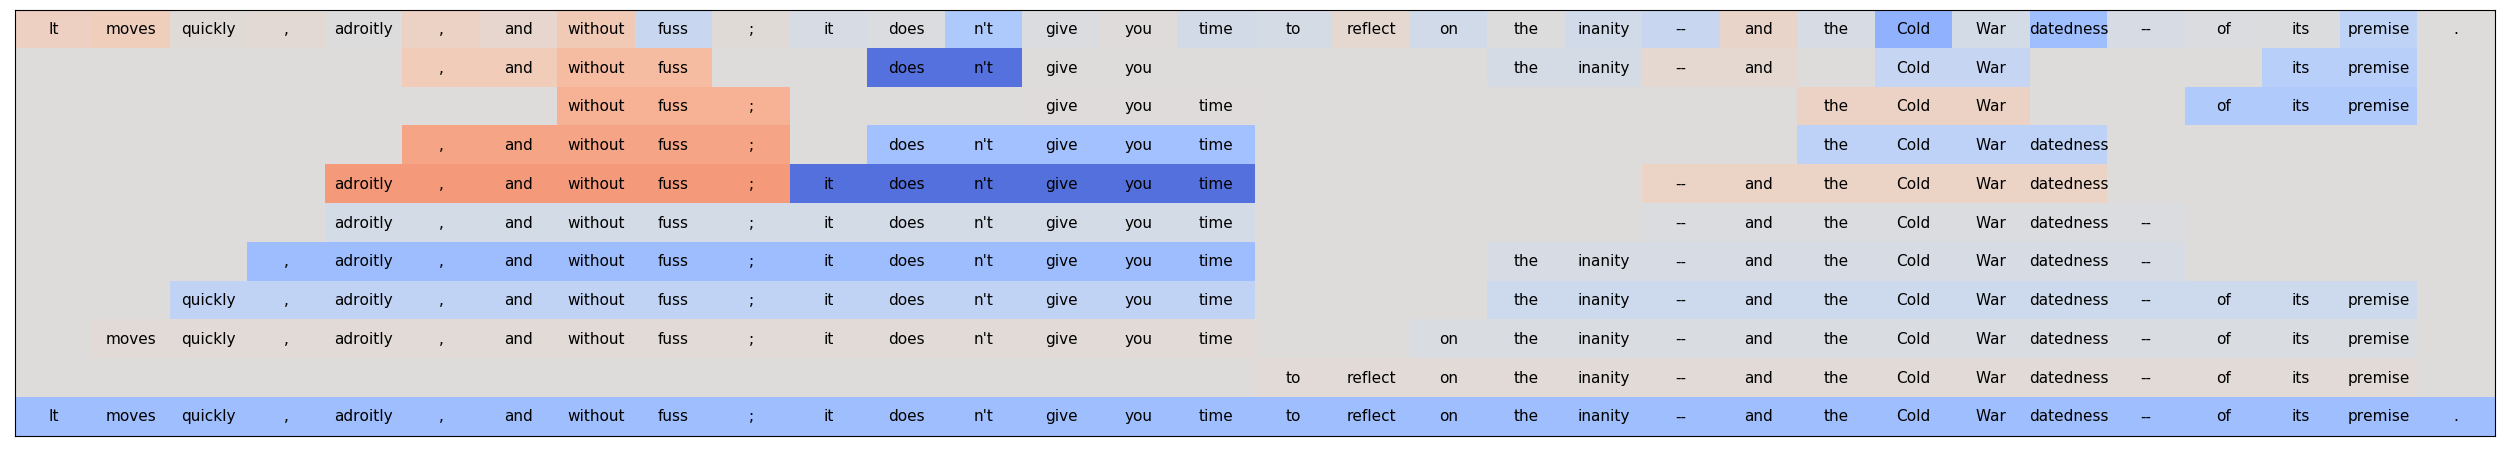 It moves quickly , adroitly , and without fuss ; it does n't give you time to reflect on the inanity -- and the Cold War datedness -- of its premise .
, and without fuss does n't give you the inanity -- and Cold War its premise
without fuss ; give you time the Cold War of its premise
, and without fuss ; does n't give you time the Cold War datedness
adroitly , and without fuss ; it does n't give you time -- and the Cold War datedness
adroitly , and without fuss ; it does n't give you time -- and the Cold War datedness --
, adroitly , and without fuss ; it does n't give you time the inanity -- and the Cold War datedness --
quickly , adroitly , and without fuss ; it does n't give you time the inanity -- and the Cold War datedness -- of its premise
moves quickly , adroitly , and without fuss ; it does n't give you time on the inanity -- and the Cold War datedness -- of its premise
to reflect on the inanity -- and the Cold War datedness -- of its premise
It moves quickly , adroitly , and without fuss ; it does n't give you time to reflect on the inanity -- and the Cold War datedness -- of its premise .